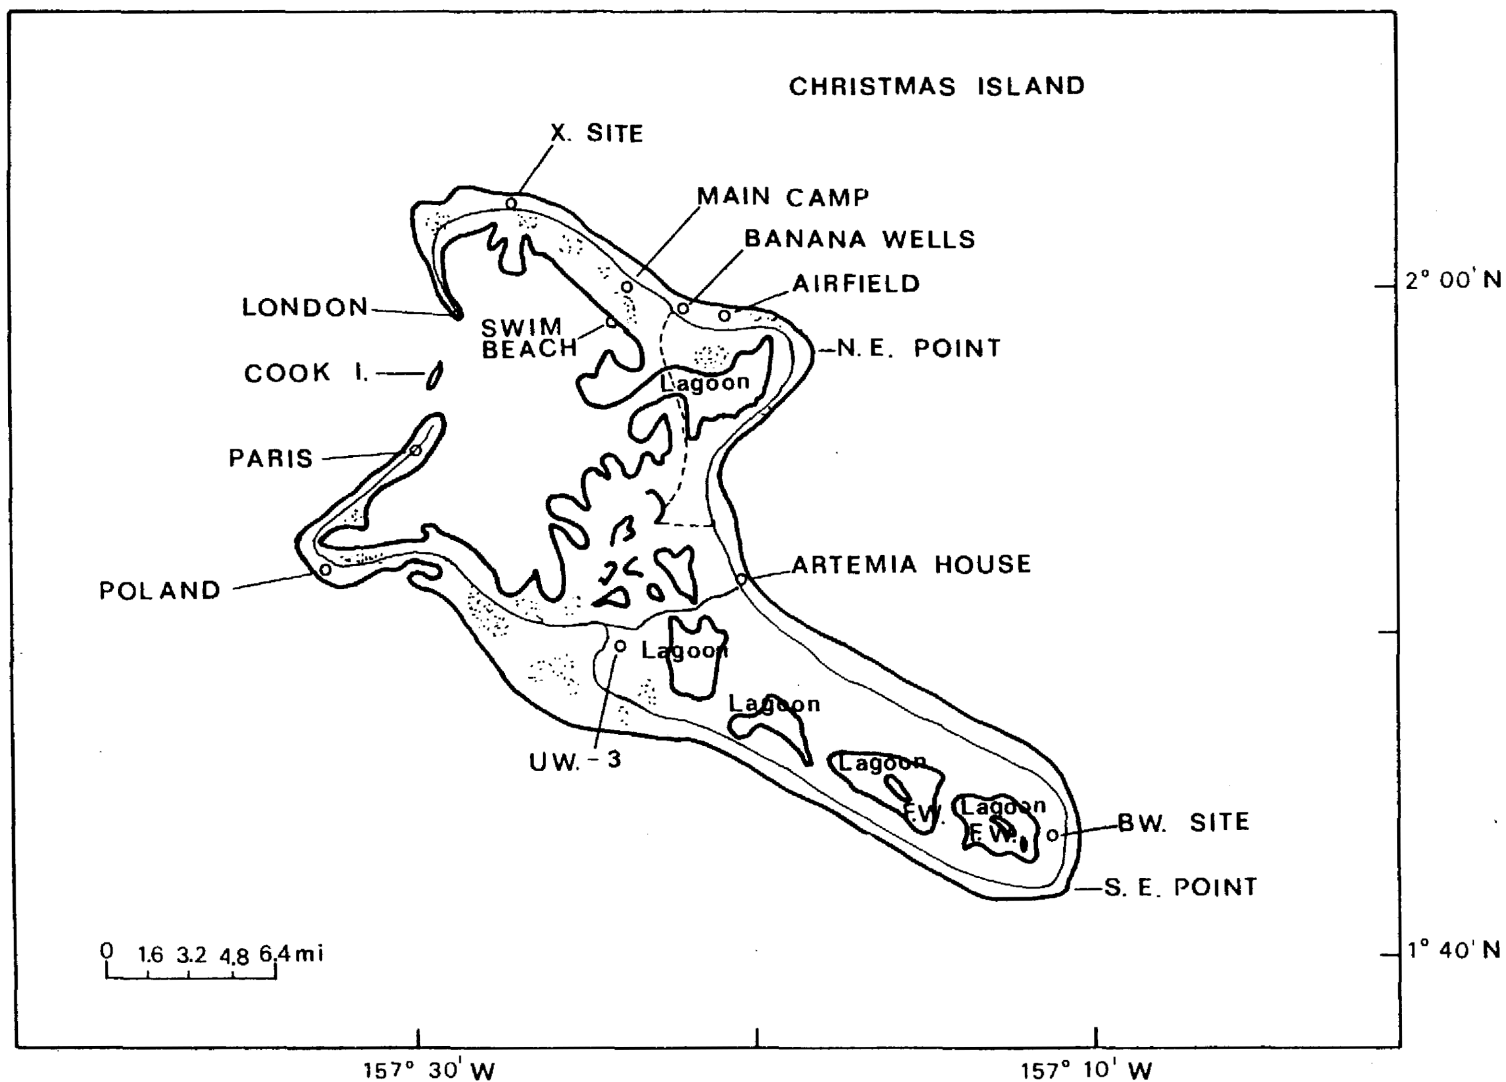 CHRISTMAS ISLAND
X. SITE
MAIN CAMP
BANANA WELLS
AIRFIELD
2° 00' N
LONDON
SWIM
BEACH
N. E. POINT
COOK I.
Lagoon
PARIS
ARTEMIA HOUSE
POLAND
Lagoon
Lagoon
UW. - 3
Lagoon
F.W.
Lagoon
F.W.
BW. SITE
S. E. POINT
0 1.6 3.2 4.8 6.4 mi
1° 40' N
157° 30' W
157° 10' W